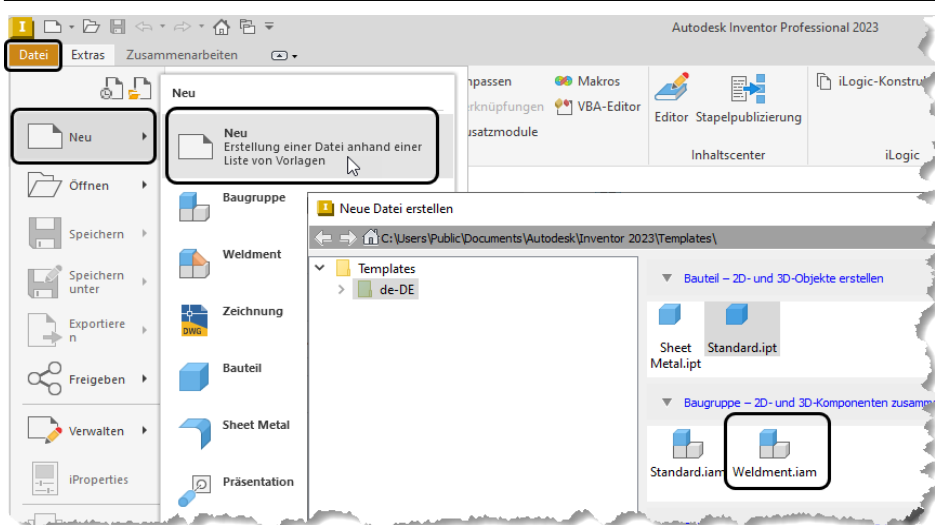 Autodesk Inventor Professional 2023
Datei Extras Zusammenarbeiten
Neu
Neu
Neu
Erstellung einer Datei anhand einer
Liste von Vorlagen
Öffnen
Speichern
Speichern
unter
Exportiere
n
Freigeben
Verwalten
iProperties
Baugruppe
Weldment
Zeichnung
DWG
Bauteil
Sheet Metal
Präsentation
npassen
Makros
erknüpfungen
VBA-Editor
usatzmodule
Editor Stapelpublizierung
Inhaltscenter
iLogic-Konstru
iLogic
Neue Datei erstellen
C:\Users\Public\Documents\Autodesk\Inventor 2023\Templates\
Templates
de-DE
Bauteil – 2D- und 3D-Objekte erstellen
Sheet
Metal.ipt
Standard.ipt
Baugruppe – 2D- und 3D-Komponenten zusamm
Standard.iam Weldment.iam